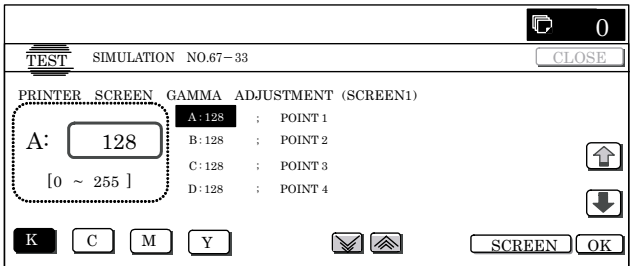 0
TEST SIMULATION NO.67-33 CLOSE
PRINTER SCREEN GAMMA ADJUSTMENT (SCREEN1)
A: 128
[0 ~ 255 ]
A:128 ; POINT 1
B:128 ; POINT 2
C:128 ; POINT 3
D:128 ; POINT 4
K C M Y SCREEN OK